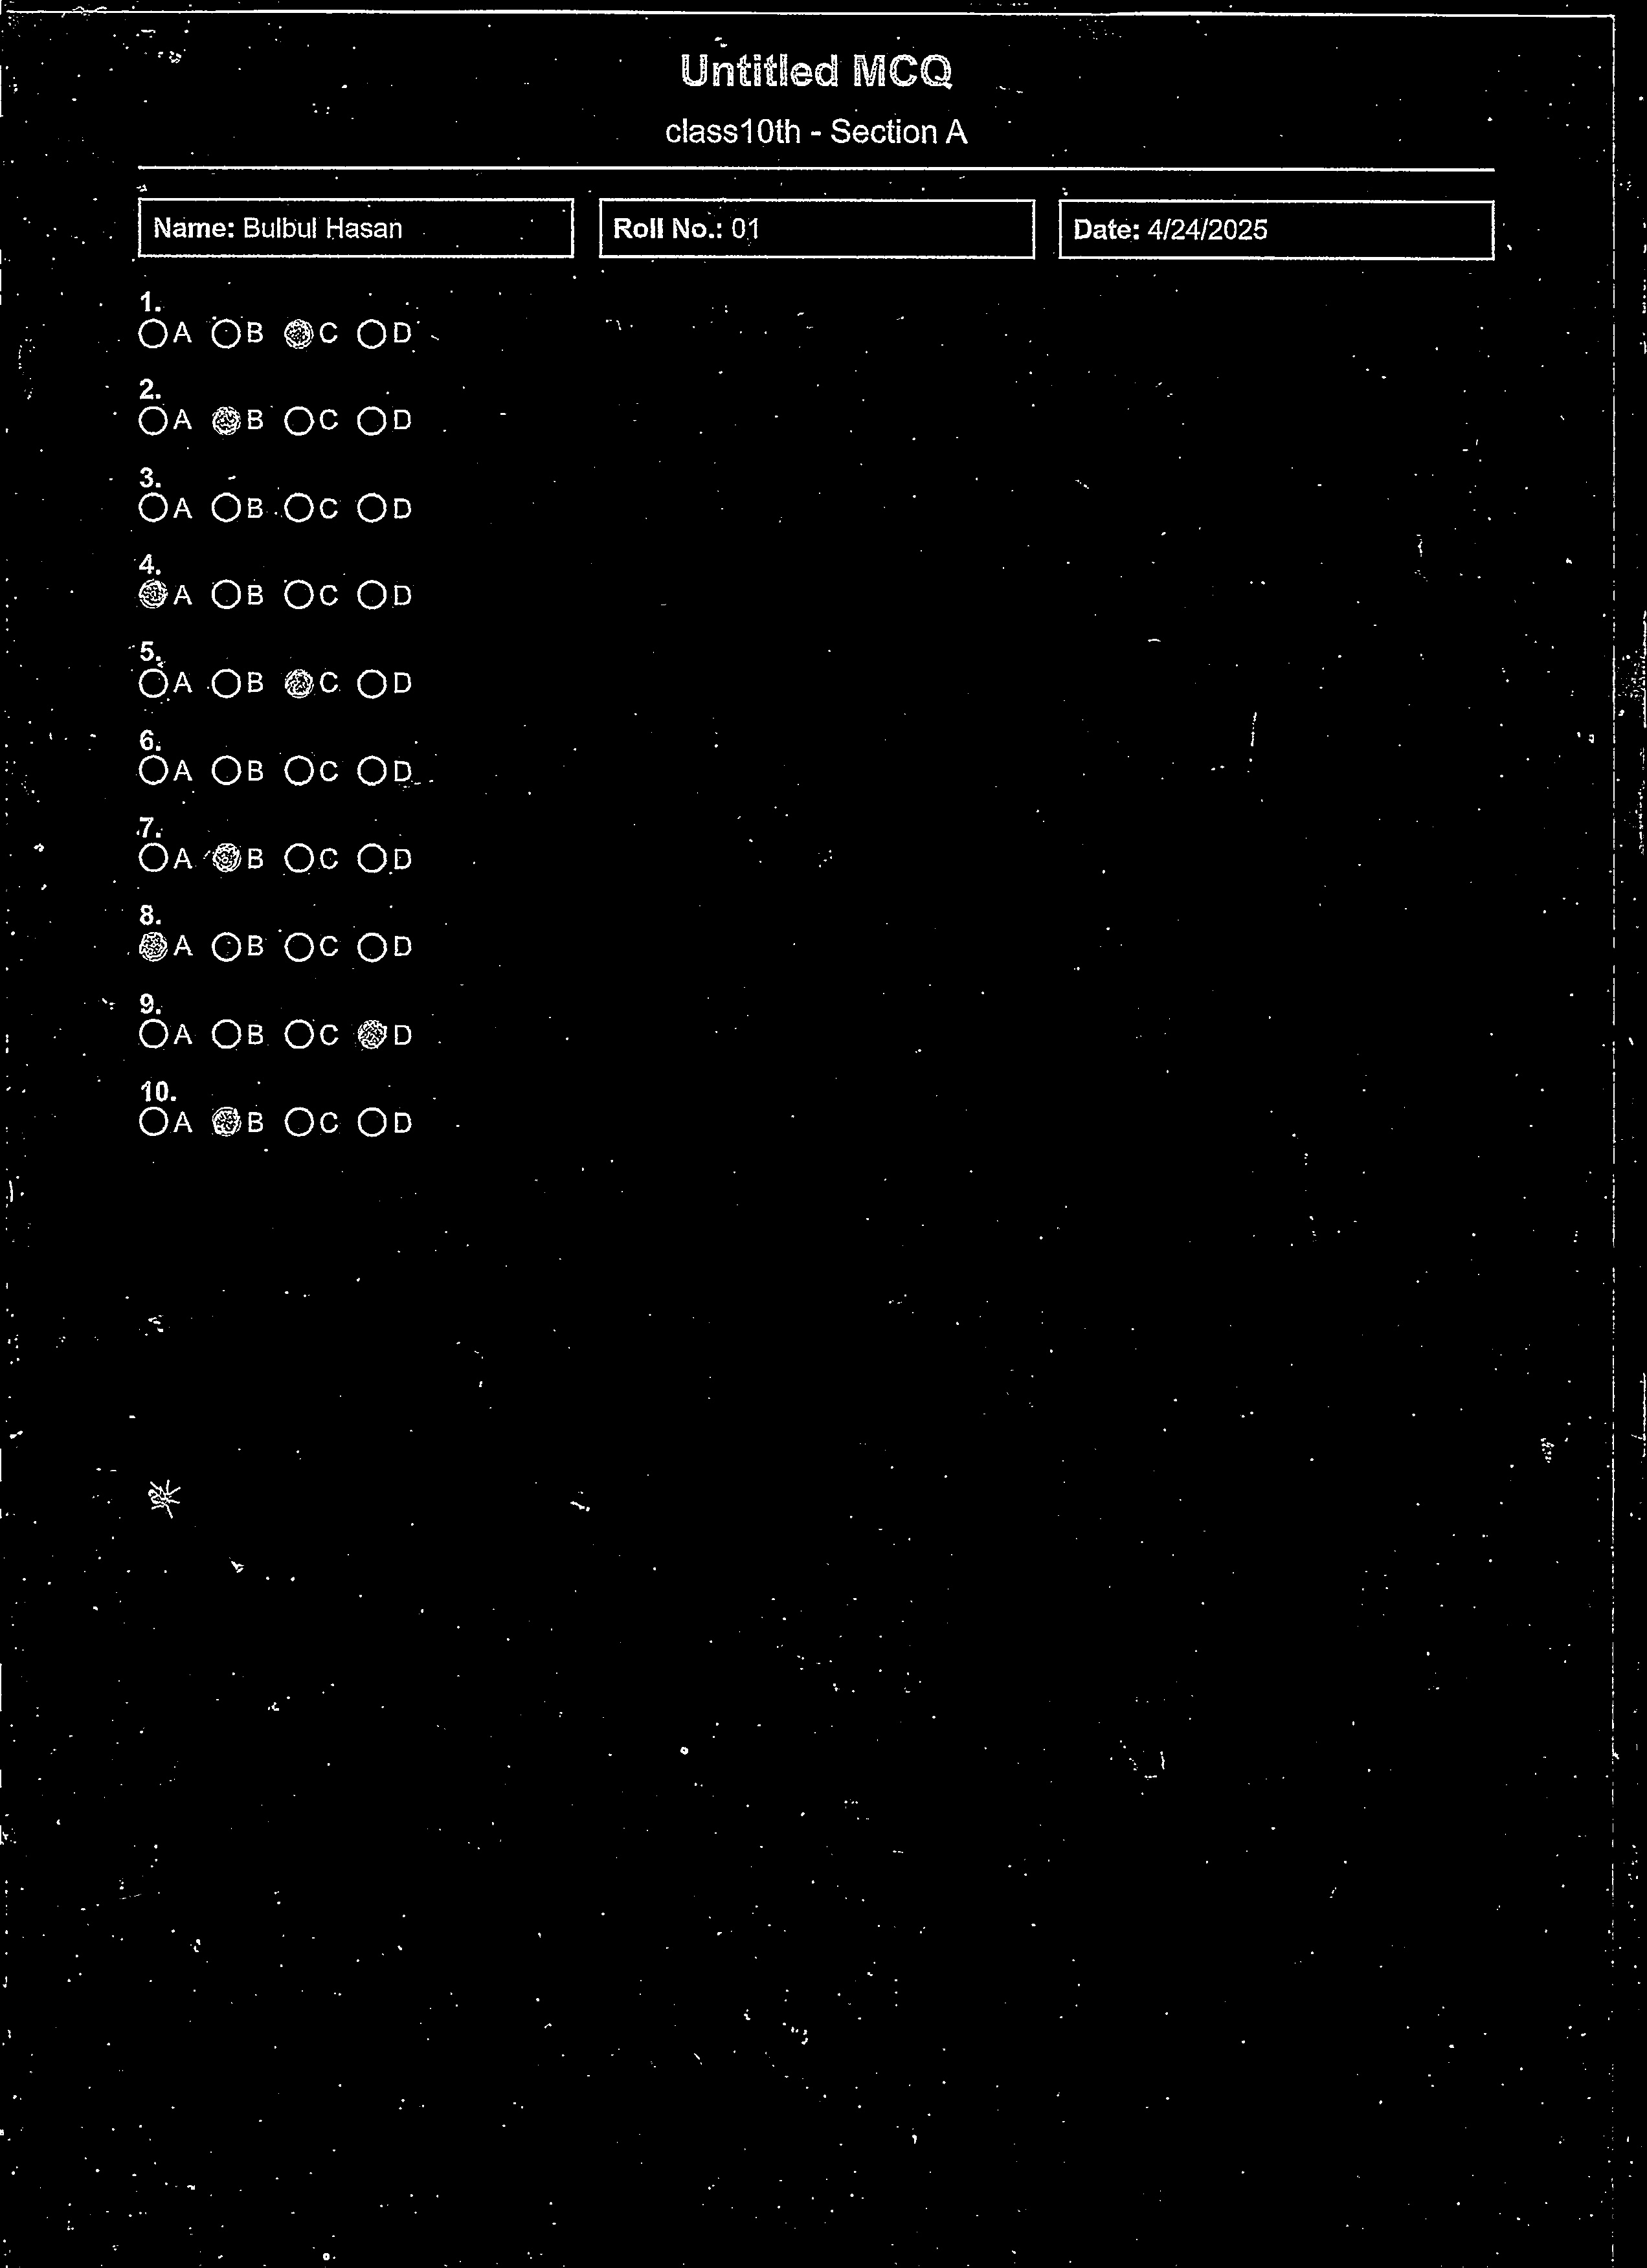 Untitled MCQ
class10th - Section A
Name: Bulbul Hasan
Roll No.: 01
Date: 4/24/2025
1.
A B C D
2.
A B C D
3.
A B C D
4.
A B C D
5.
A B C D
6.
A B C D
7.
A B C D
8.
A B C D
9.
A B C D
10.
A B C D